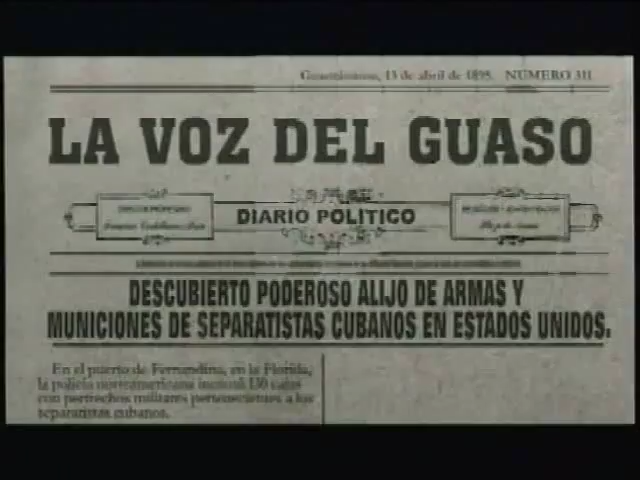 Guantánamo, 13 de abril de 1895. NÚMERO 311
LA VOZ DEL GUASO
DIARIO POLITICO
DESCUBIERTO PODEROSO ALIJO DE ARMAS Y
MUNICIONES DE SEPARATISTAS CUBANOS EN ESTADOS UNIDOS.
En el puerto de Fernandina, en la Florida,
la policía norteamericana incautó 130 cajas
con pertrechos militares pertenecientes a los
separatistas cubanos.